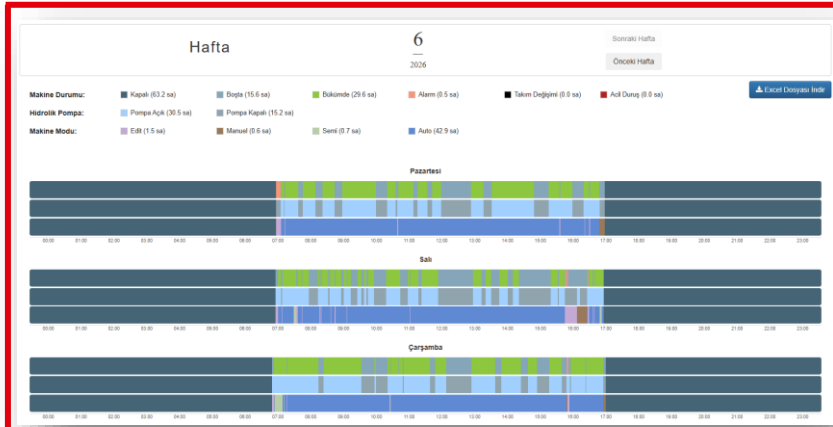 Hafta
6
2026
Sonraki Hafta
Önceki Hafta
Excel Dosyası İndir
Makine Durumu: Kapalı (63.2 sa) Boşta (15.6 sa) Bükümde (29.6 sa) Alarm (0.5 sa) Takım Değişimi (0.0 sa) Acil Duruş (0.0 sa)
Hidrolik Pompa: Pompa Açık (30.5 sa) Pompa Kapalı (15.2 sa)
Makine Modu: Edit (1.5 sa) Manuel (0.6 sa) Semi (0.7 sa) Auto (42.9 sa)
Pazartesi
00.00 01.00 02.00 03.00 04.00 05.00 06.00 07.00 08.00 09.00 10.00 11.00 12.00 13.00 14.00 15.00 16.00 17.00 18.00 19.00 20.00 21.00 22.00 23.00
Salı
00.00 01.00 02.00 03.00 04.00 05.00 06.00 07.00 08.00 09.00 10.00 11.00 12.00 13.00 14.00 15.00 16.00 17.00 18.00 19.00 20.00 21.00 22.00 23.00
Çarşamba
00.00 01.00 02.00 03.00 04.00 05.00 06.00 07.00 08.00 09.00 10.00 11.00 12.00 13.00 14.00 15.00 16.00 17.00 18.00 19.00 20.00 21.00 22.00 23.00